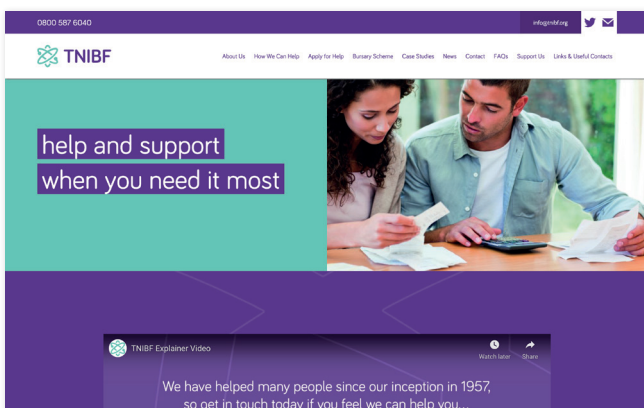 0800 587 6040
info@tnibf.org
TNIBF
About Us How We Can Help Apply for Help Bursary Scheme Case Studies News Contact FAQs Support Us Links & Useful Contacts
help and support
when you need it most
TNIBF Explainer Video
Watch later Share
We have helped many people since our inception in 1957,
so get in touch today if you feel we can help you...